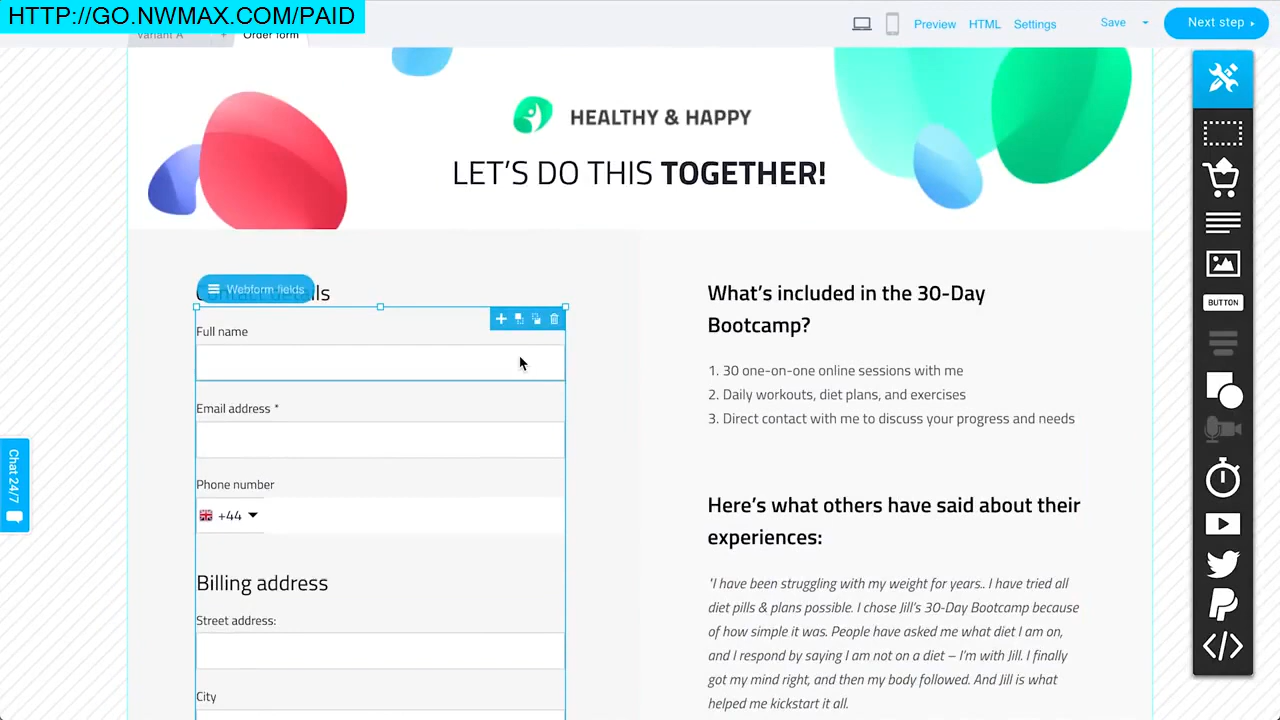 HTTP://GO.NWMAX.COM/PAID
Variant A + Order form
Preview HTML Settings Save Next step
HEALTHY & HAPPY
LET'S DO THIS TOGETHER!
Webform fields
Contact details
Full name
Email address *
Phone number
+44
Billing address
Street address:
City
What's included in the 30-Day
Bootcamp?
1. 30 one-on-one online sessions with me
2. Daily workouts, diet plans, and exercises
3. Direct contact with me to discuss your progress and needs
Here's what others have said about their
experiences:
"I have been struggling with my weight for years.. I have tried all
diet pills & plans possible. I chose Jill's 30-Day Bootcamp because
of how simple it was. People have asked me what diet I am on,
and I respond by saying I am not on a diet – I'm with Jill. I finally
got my mind right, and then my body followed. And Jill is what
helped me kickstart it all.
BUTTON
Chat 24/7